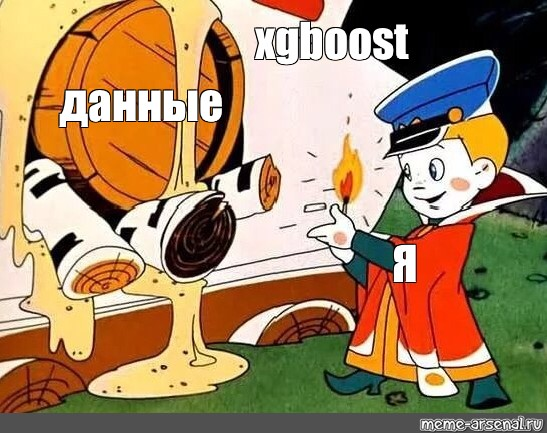 xgboost
данные
я
meme-arsenal.ru